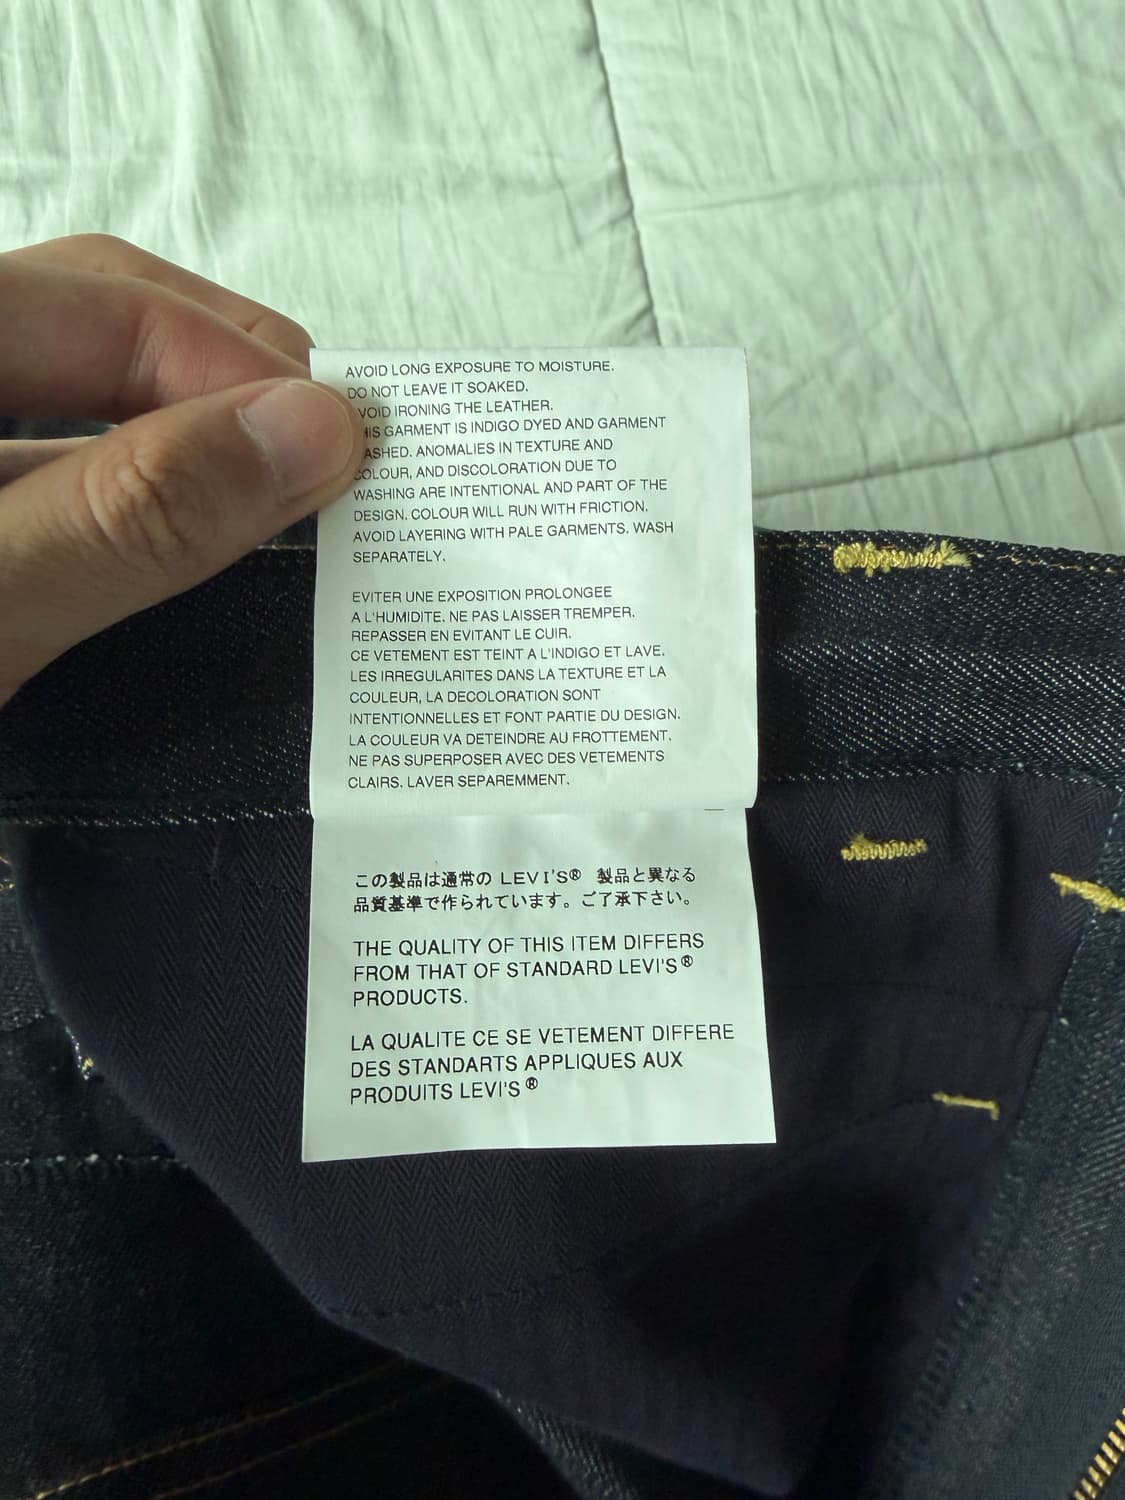 AVOID LONG EXPOSURE TO MOISTURE.
DO NOT LEAVE IT SOAKED.
VOID IRONING THE LEATHER.
HIS GARMENT IS INDIGO DYED AND GARMENT
ASHED. ANOMALIES IN TEXTURE AND
COLOUR, AND DISCOLORATION DUE TO
WASHING ARE INTENTIONAL AND PART OF THE
DESIGN. COLOUR WILL RUN WITH FRICTION.
AVOID LAYERING WITH PALE GARMENTS. WASH
SEPARATELY.
EVITER UNE EXPOSITION PROLONGEE
A L'HUMIDITE. NE PAS LAISSER TREMPER.
REPASSER EN EVITANT LE CUIR.
CE VETEMENT EST TEINT A L'INDIGO ET LAVE.
LES IRREGULARITES DANS LA TEXTURE ET LA
COULEUR, LA DECOLORATION SONT
INTENTIONNELLES ET FONT PARTIE DU DESIGN.
LA COULEUR VA DETEINDRE AU FROTTEMENT.
NE PAS SUPERPOSER AVEC DES VETEMENTS
CLAIRS. LAVER SEPAREMMENT.
この製品は通常の LEVI'S® 製品と異なる
品質基準で作られています。ご了承下さい。
THE QUALITY OF THIS ITEM DIFFERS
FROM THAT OF STANDARD LEVI'S®
PRODUCTS.
LA QUALITE CE SE VETEMENT DIFFERE
DES STANDARTS APPLIQUES AUX
PRODUITS LEVI'S®